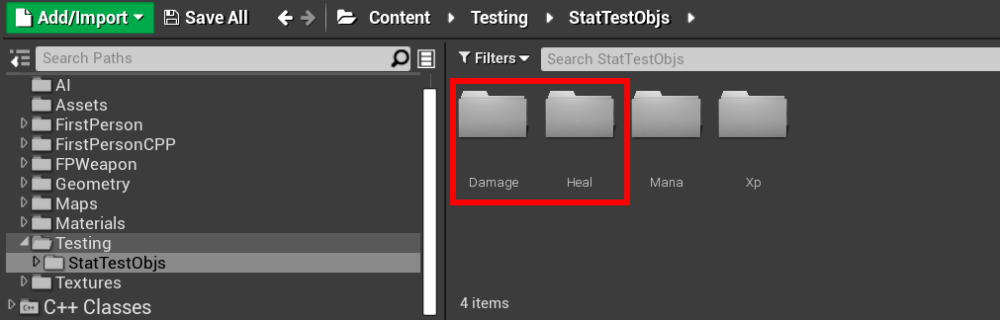 Add/Import Save All Content Testing StatTestObjs
Search Paths
AI
Assets
FirstPerson
FirstPersonCPP
FPWeapon
Geometry
Maps
Materials
Testing
StatTestObjs
Textures
C++ Classes
Filters Search StatTestObjs
Damage Heal Mana Xp
4 items